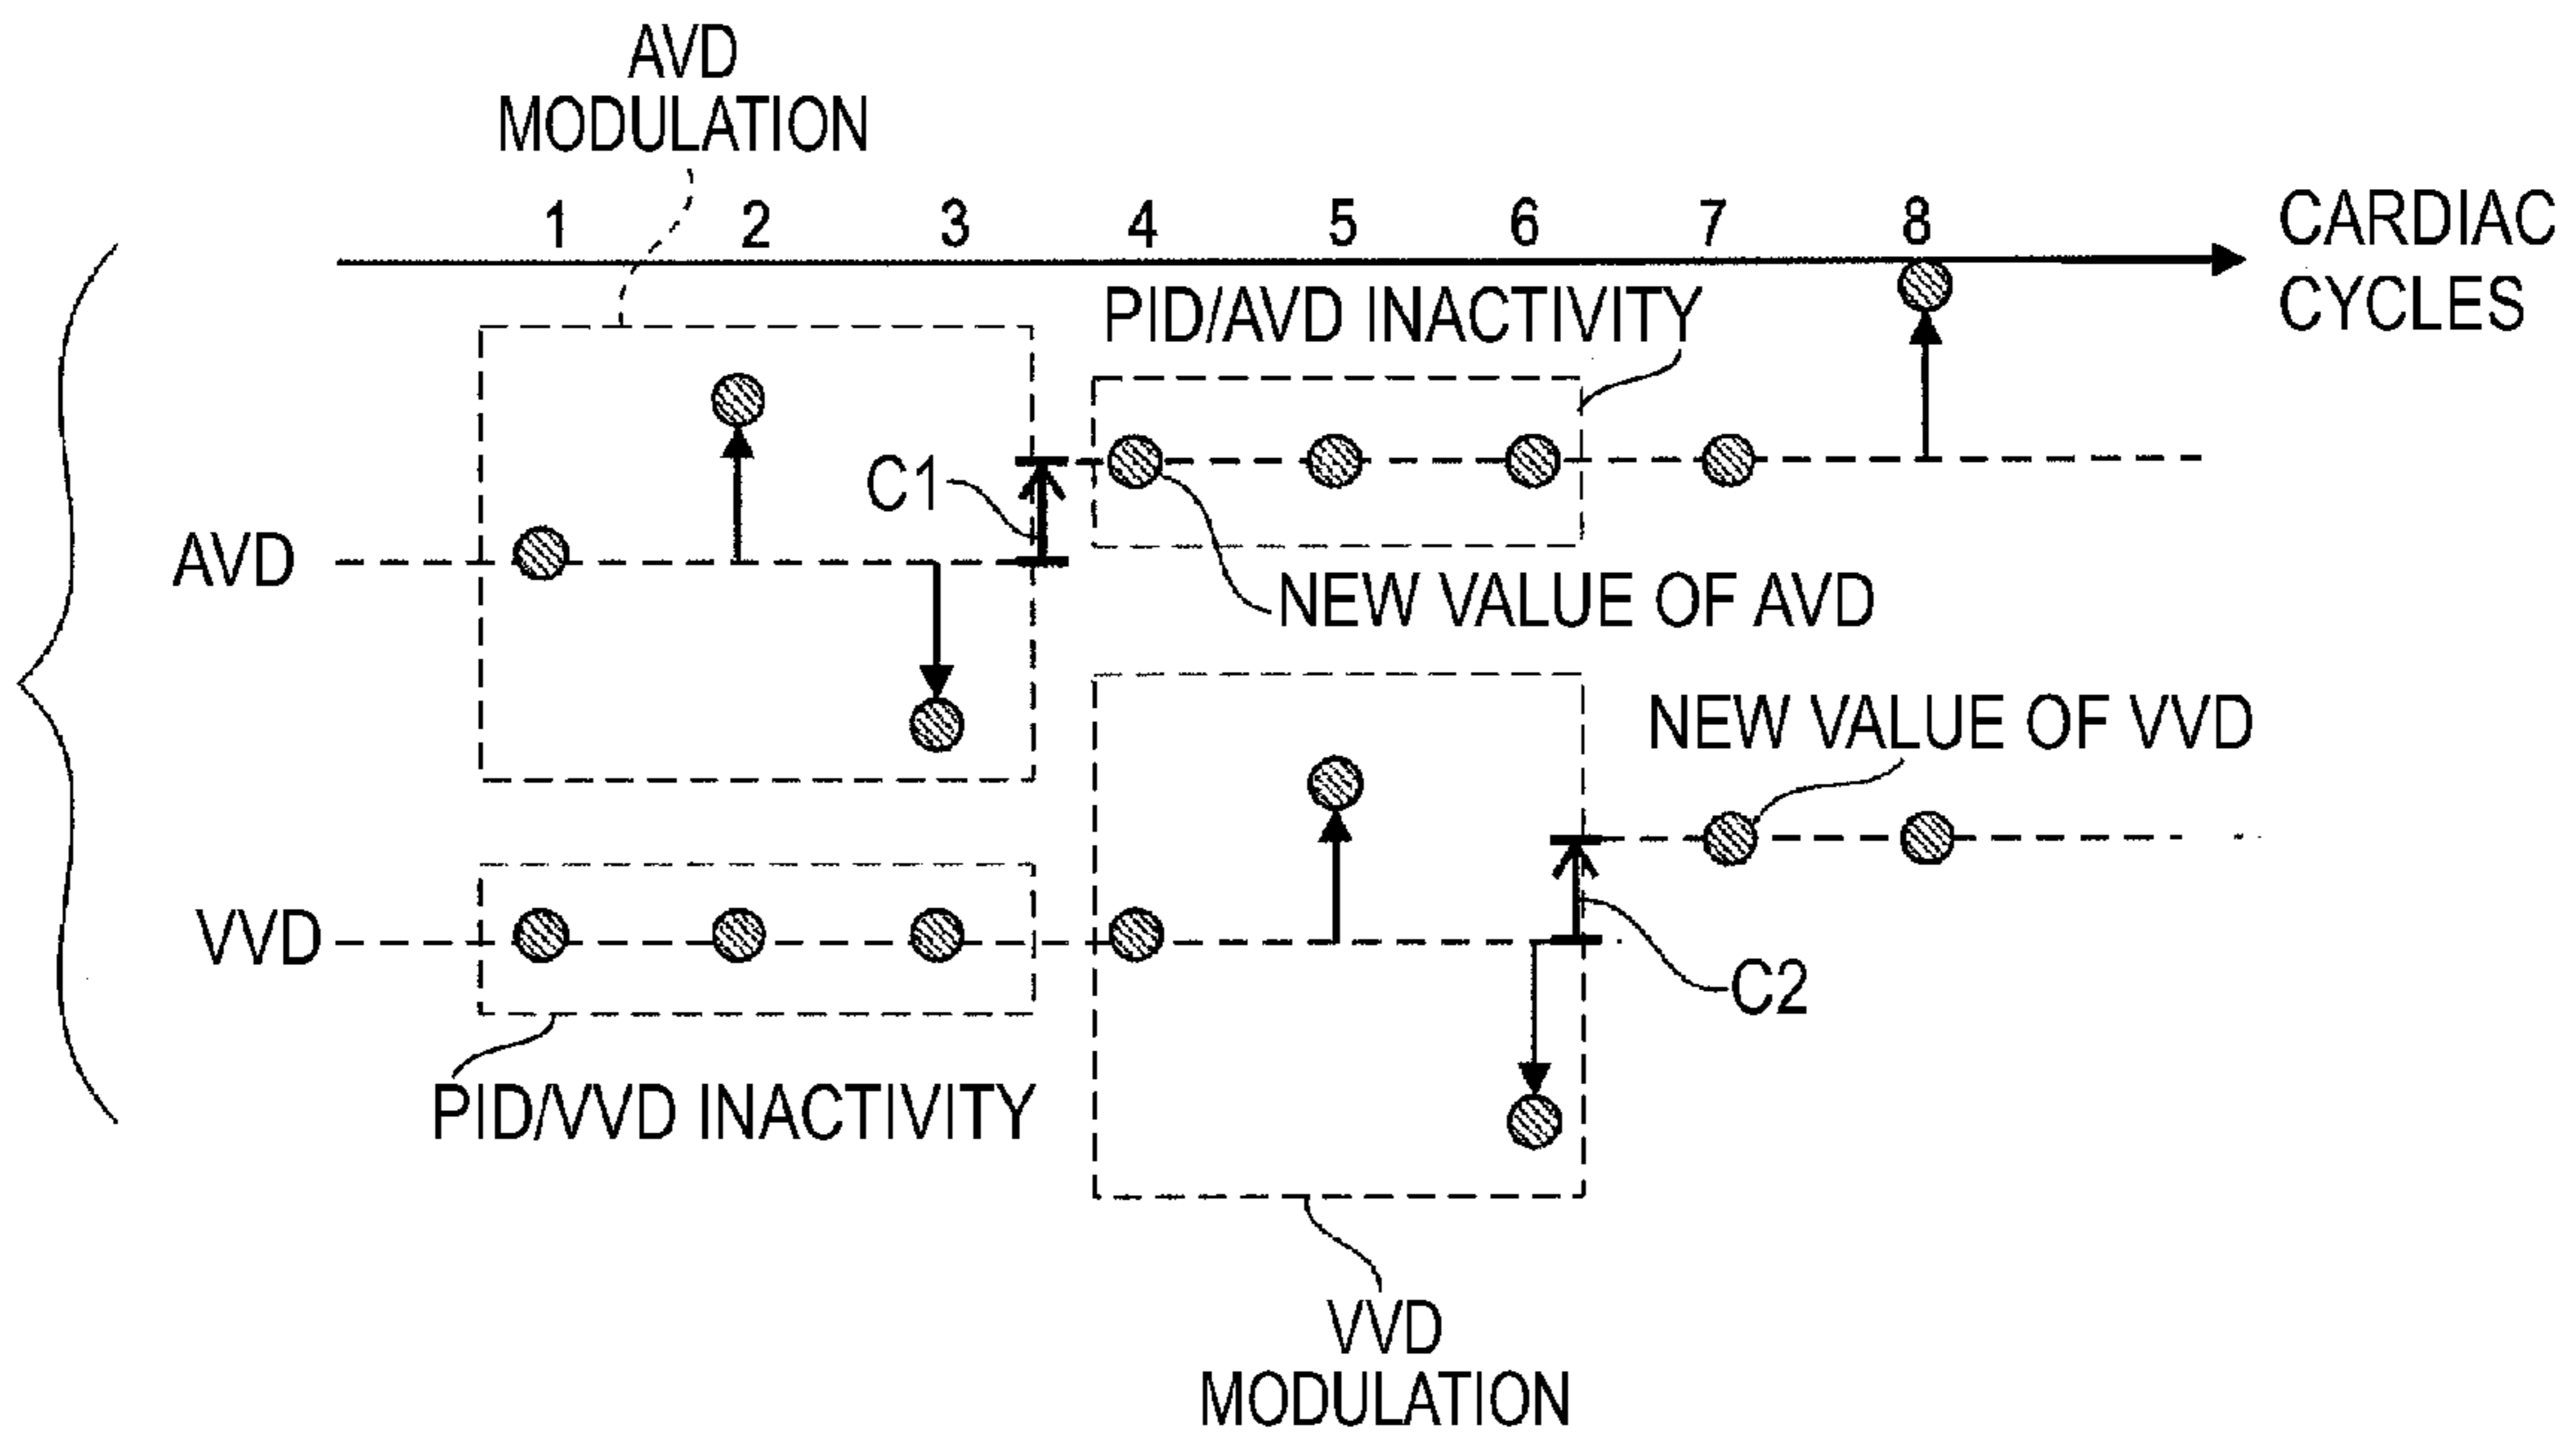 AVD
MODULATION
1 2 3 4 5 6 7 8
CARDIAC
CYCLES
PID/AVD INACTIVITY
C1
AVD
NEW VALUE OF AVD
NEW VALUE OF VVD
VVD
C2
PID/VVD INACTIVITY
VVD
MODULATION